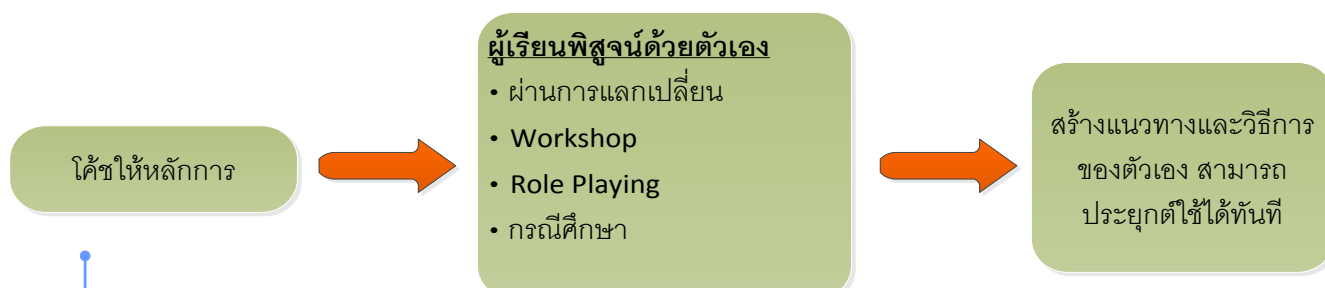 โค้ชให้หลักการ
ผู้เรียนพิสูจน์ด้วยตัวเอง
• ผ่านการแลกเปลี่ยน
• Workshop
• Role Playing
• กรณีศึกษา
สร้างแนวทางและวิธีการ
ของตัวเอง สามารถ
ประยุกต์ใช้ได้ทันที